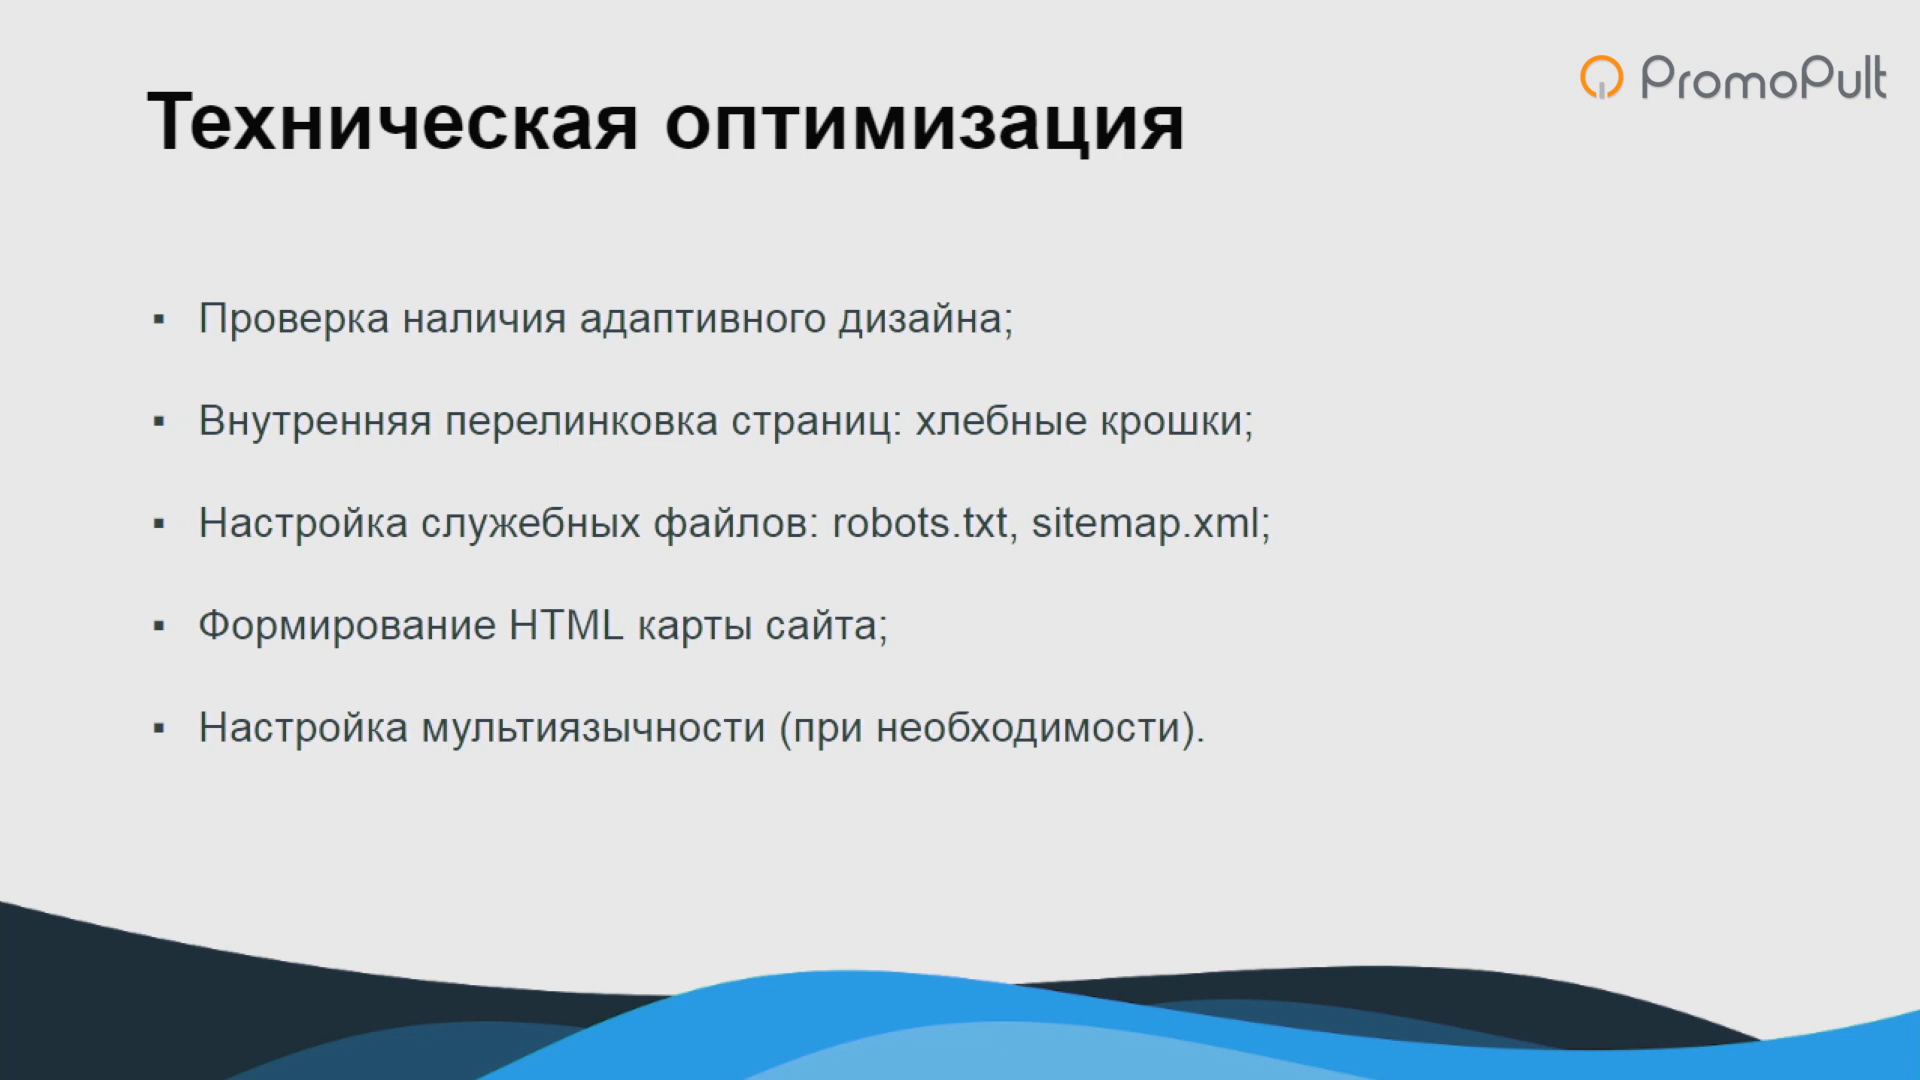 PromoPult
Техническая оптимизация
▪ Проверка наличия адаптивного дизайна;
▪ Внутренняя перелинковка страниц: хлебные крошки;
▪ Настройка служебных файлов: robots.txt, sitemap.xml;
▪ Формирование HTML карты сайта;
▪ Настройка мультиязычности (при необходимости).